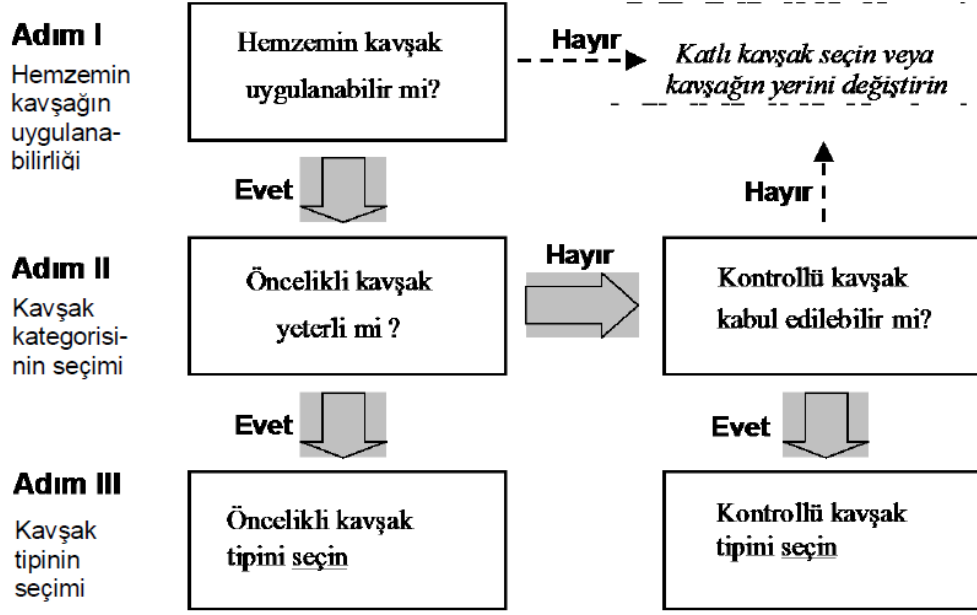 Adım I
Hemzemin
kavşağın
uygulana-
bilirliği
Hemzemin kavşak
uygulanabilir mi?
Hayır
Katlı kavşak seçin veya
kavşağın yerini değiştirin
Evet
Hayır
Adım II
Kavşak
kategorisi-
nin seçimi
Öncelikli kavşak
yeterli mi ?
Hayır
Kontrollü kavşak
kabul edilebilir mi?
Evet
Evet
Adım III
Kavşak
tipinin
seçimi
Öncelikli kavşak
tipini seçin
Kontrollü kavşak
tipini seçin